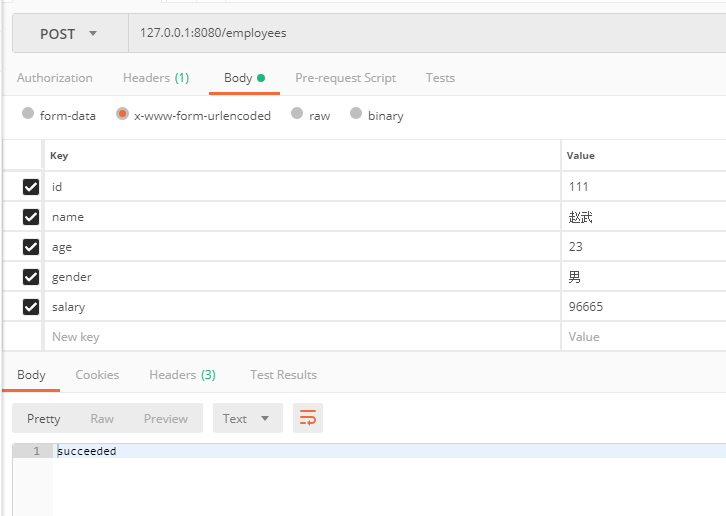 POST 127.0.0.1:8080/employees
Authorization Headers (1) Body Pre-request Script Tests
form-data x-www-form-urlencoded raw binary
Key Value
id 111
name 赵武
age 23
gender 男
salary 96665
New key Value
Body Cookies Headers (3) Test Results
Pretty Raw Preview Text
1 succeeded